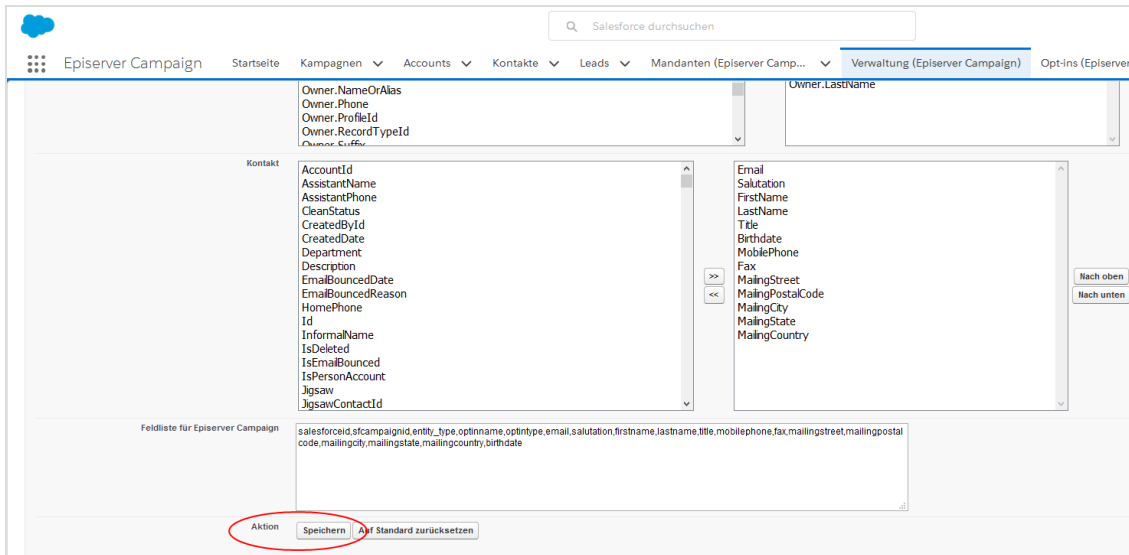 Salesforce durchsuchen
Episerver Campaign Startseite Kampagnen Accounts Kontakte Leads Mandanten (Episerver Camp... Verwaltung (Episerver Campaign) Opt-ins (Episerver
Owner.NameOrAlias
Owner.Phone
Owner.ProfileId
Owner.RecordTypeId
Owner.Suffix
Owner.LastName
Kontakt
AccountId
AssistantName
AssistantPhone
CleanStatus
CreatedById
CreatedDate
Department
Description
EmailBouncedDate
EmailBouncedReason
HomePhone
Id
InformalName
IsDeleted
IsEmailBounced
IsPersonAccount
Jigsaw
JigsawContactId
>>
<<
Email
Salutation
FirstName
LastName
Title
Birthdate
MobilePhone
Fax
MailingStreet
MailingPostalCode
MailingCity
MailingState
MailingCountry
Nach oben
Nach unten
Feldliste für Episerver Campaign
salesforceid,sfcampaignid,entity_type,optinname,optintype,email,salutation,firstname,lastname,title,mobilephone,fax,mailingstreet,mailingpostal
code,mailingcity,mailingstate,mailingcountry,birthdate
Aktion Speichern Auf Standard zurücksetzen